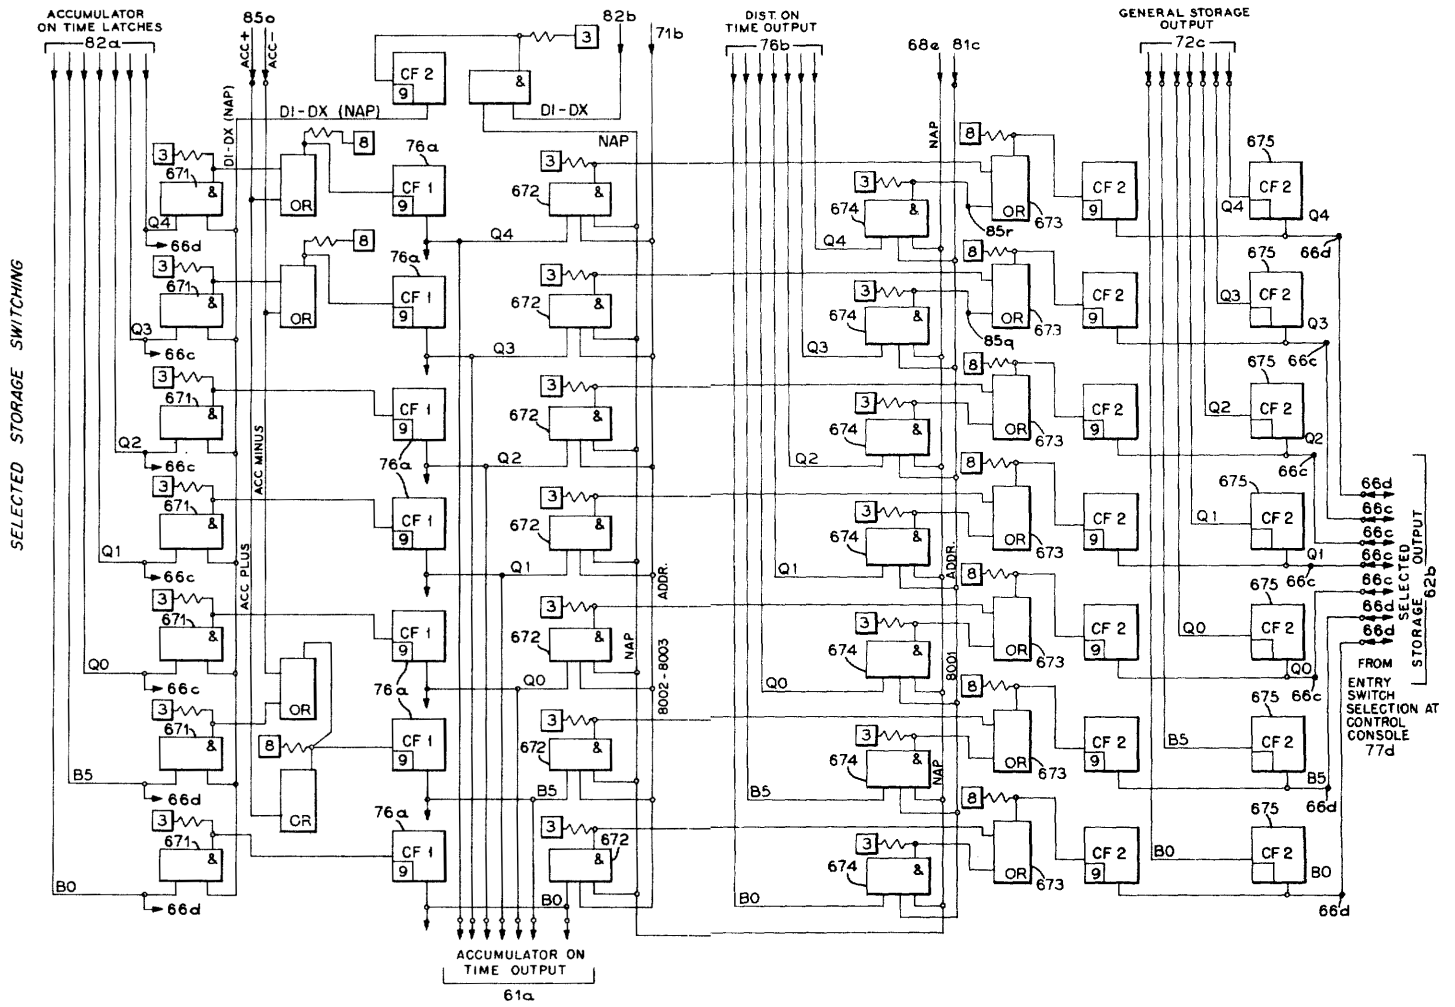 SELECTED STORAGE SWITCHING
ACCUMULATOR
ON TIME LATCHES
82a
85o
ACC+
ACC-
82b
71b
DIST. ON
TIME OUTPUT
76b
68e 81c
GENERAL STORAGE
OUTPUT
72c
3
CF 2
9
&
DI-DX
DI-DX (NAP)
DI-DX (NAP)
NAP
NAP
3
671
&
Q4
66d
OR
8
76a
CF 1
9
Q4
3
672
&
3
674
&
Q4
85r
8
OR
673
CF 2
9
675
CF 2
Q4
Q4
66d
3
671
&
Q3
66c
OR
8
76a
CF 1
9
Q3
3
672
&
3
674
&
Q3
85q
8
OR
673
CF 2
9
675
CF 2
Q3
Q3
66c
3
671
&
Q2
66c
ACC MINUS
CF 1
9
76a
Q2
3
672
&
3
674
&
Q2
8
OR
673
CF 2
9
675
CF 2
Q2
Q2
66c
3
671
&
Q1
66c
ACC PLUS
CF 1
9
Q1
3
672
&
ADDR.
3
674
&
Q1
ADDR.
8
OR
673
CF 2
9
675
CF 2
Q1
Q1
66c
3
671
&
Q0
66c
OR
CF 1
9
76a
Q0
3
672
&
NAP
8002-8003
3
674
&
Q0
8001
8
OR
673
CF 2
9
675
CF 2
Q0
Q0
66c
3
671
&
B5
66d
8
OR
CF 1
9
B5
3
672
&
3
674
&
NAP
B5
8
OR
673
CF 2
9
675
CF 2
B5
B5
66d
3
671
&
B0
66d
76a
CF 1
9
B0
3
672
&
3
674
&
B0
8
OR
673
CF 2
9
675
CF 2
B0
B0
66d
66d
66c
66c
66c
66c
66d
66d
SELECTED
STORAGE OUTPUT
62b
FROM
ENTRY
SWITCH
SELECTION AT
CONTROL
CONSOLE
77d
ACCUMULATOR ON
TIME OUTPUT
61a